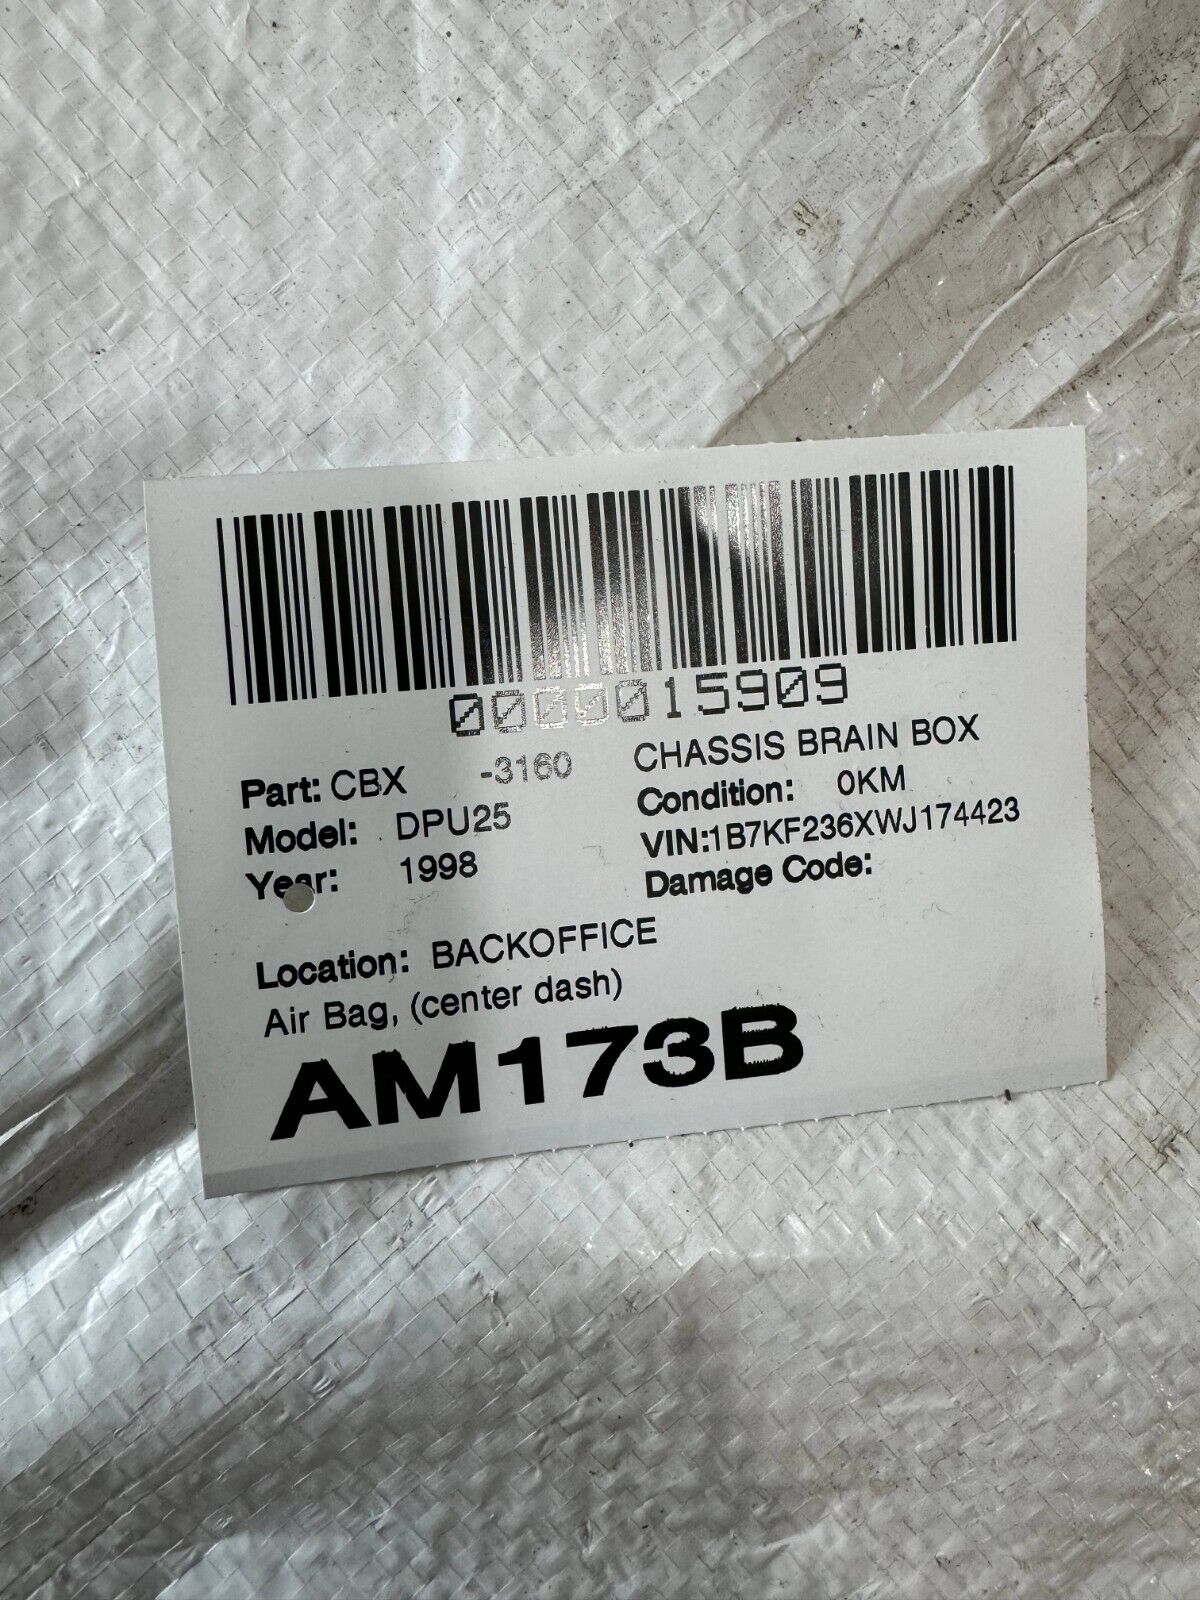 0000015909
Part: CBX -3160 CHASSIS BRAIN BOX
Model: DPU25 Condition: 0KM
Year: 1998 VIN:1B7KF236XWJ174423
Damage Code:
Location: BACKOFFICE
Air Bag, (center dash)
AM173B